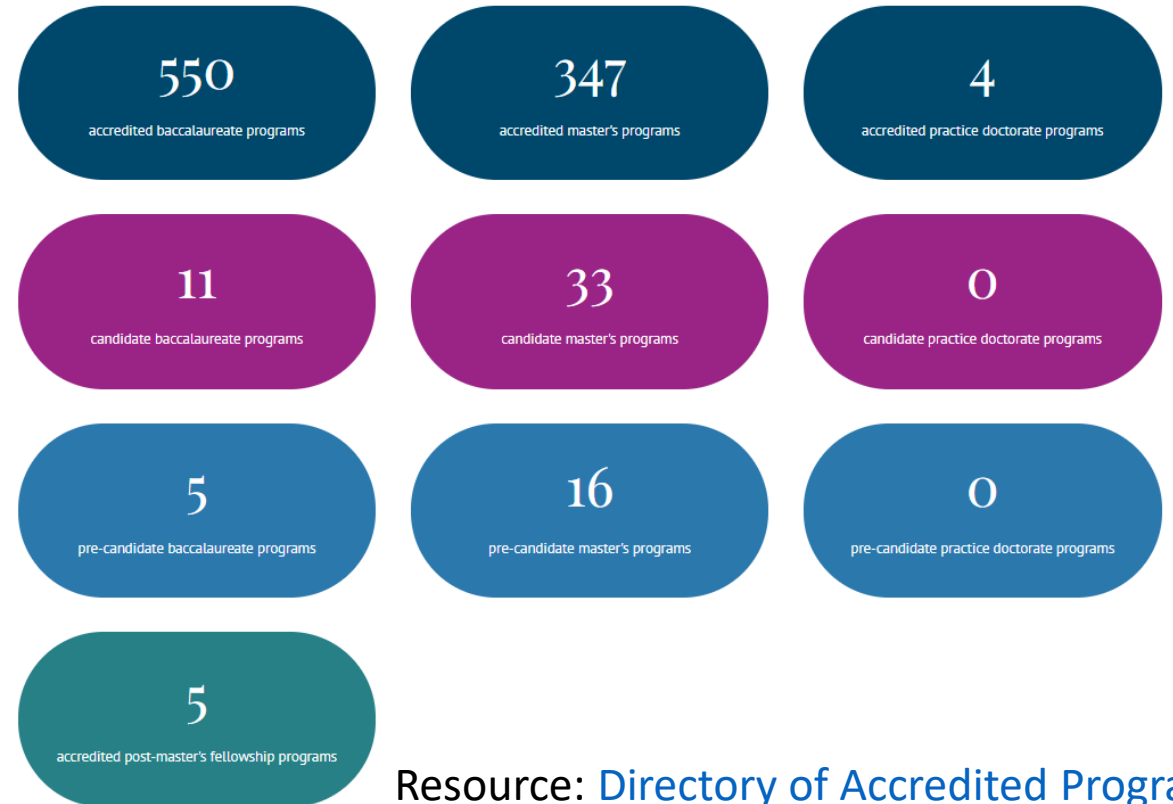 550
accredited baccalaureate programs
347
accredited master's programs
4
accredited practice doctorate programs
11
candidate baccalaureate programs
33
candidate master's programs
0
candidate practice doctorate programs
5
pre-candidate baccalaureate programs
16
pre-candidate master's programs
0
pre-candidate practice doctorate programs
5
accredited post-master's fellowship programs
Resource: Directory of Accredited Progra